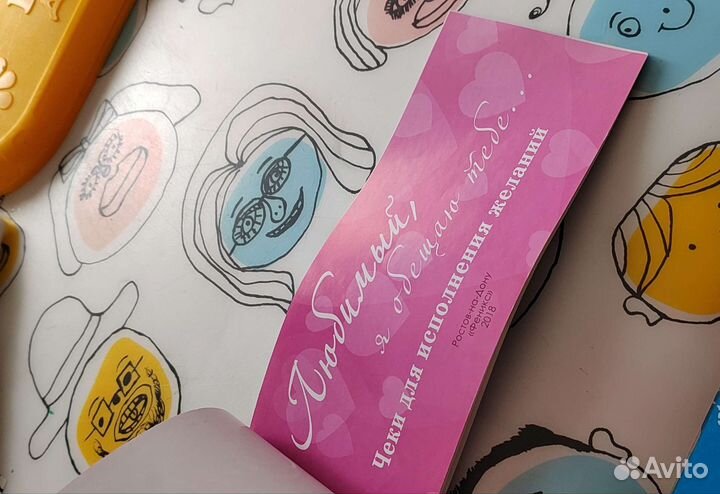 Любимый,
я обещаю тебе...
Чеки для исполнения желаний
Ростов-на-Дону
«Феникс»
2018
Avito